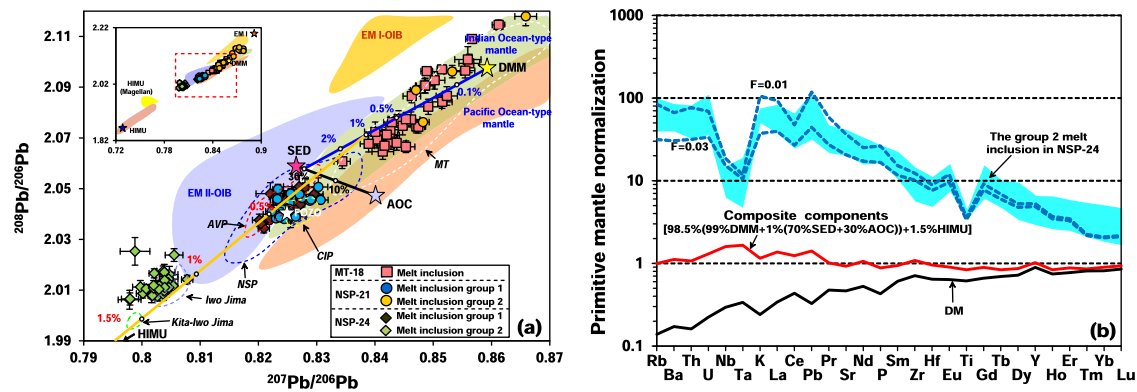 2.11
2.09
2.07
2.05
2.03
2.01
1.99
208Pb/206Pb
0.79
0.80
0.81
0.82
0.83
0.84
0.85
0.86
0.87
207Pb/206Pb
2.22
2.02
1.82
0.72
0.78
0.84
0.9
EM I
DMM
HIMU
(Magellan)
HIMU
EM I-OIB
Indian Ocean-type
mantle
DMM
0.1%
0.5%
1%
2%
Pacific Ocean-type
mantle
MT
SED
30%
10%
AOC
EM II-OIB
0.5%
AVP
CIP
NSP
1%
Iwo Jima
1.5%
Kita-Iwo Jima
HIMU
MT-18
Melt inclusion
NSP-21
Melt inclusion group 1
Melt inclusion group 2
NSP-24
Melt inclusion group 1
Melt inclusion group 2
(a)
Primitive mantle normalization
1000
100
10
1
0.1
F=0.01
F=0.03
The group 2 melt
inclusion in NSP-24
Composite components
[98.5%(99%DMM+1%(70%SED+30%AOC))+1.5%HIMU]
DM
(b)
Rb Th Nb K Ce Pr Nd Sm Hf Ti Tb Y Er Yb
Ba U Ta La Pb Sr P Zr Eu Gd Dy Ho Tm Lu